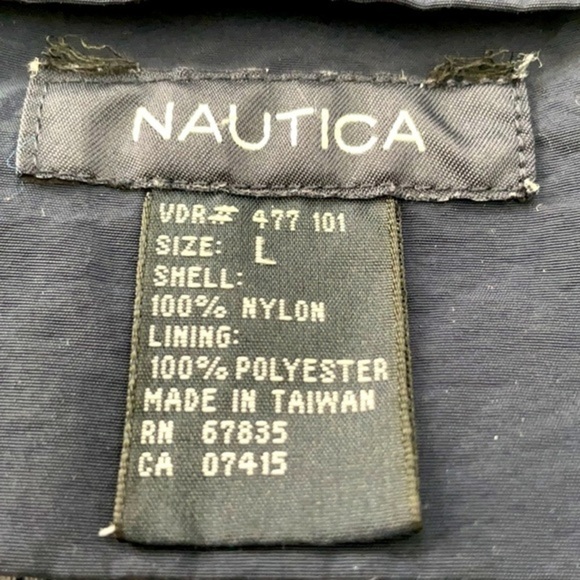 NAUTICA
VDR# 477 101
SIZE: L
SHELL:
100% NYLON
LINING:
100% POLYESTER
MADE IN TAIWAN
RN 67835
CA 07415